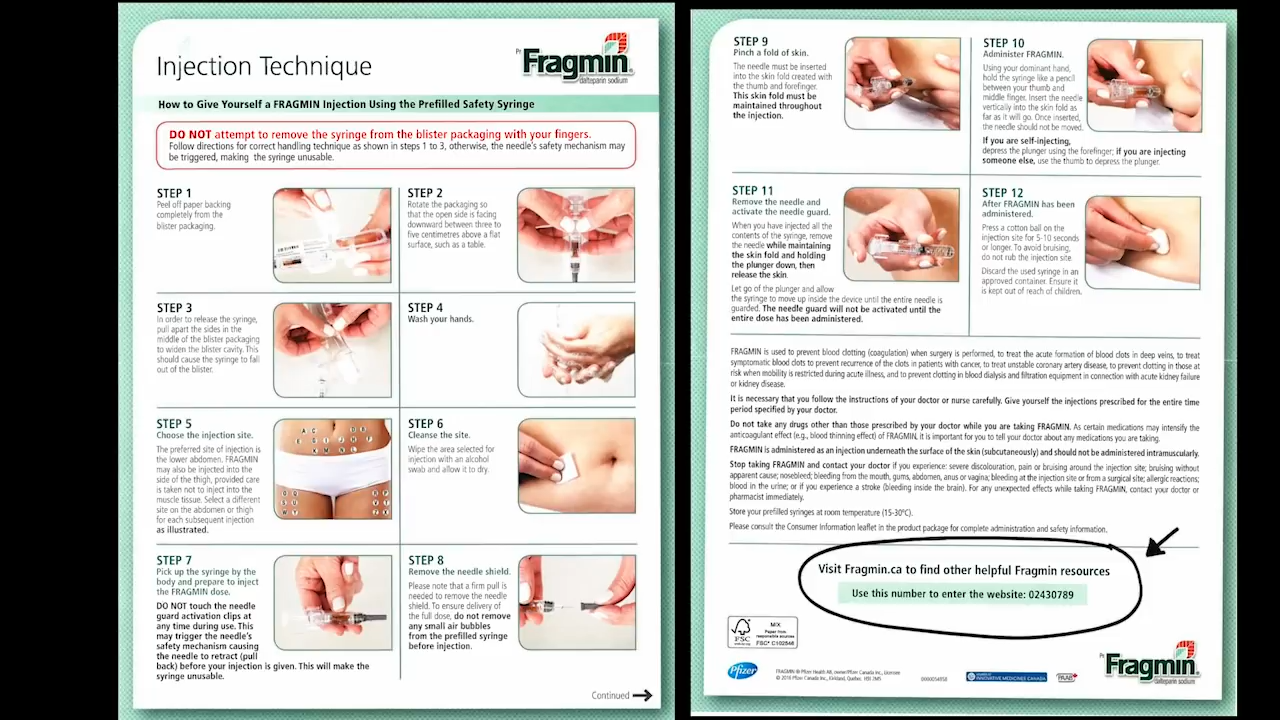 Injection Technique
Pr Fragmin®
dalteparin sodium
How to Give Yourself a FRAGMIN Injection Using the Prefilled Safety Syringe
DO NOT attempt to remove the syringe from the blister packaging with your fingers.
Follow directions for correct handling technique as shown in steps 1 to 3, otherwise, the needle's safety mechanism may
be triggered, making the syringe unusable.
STEP 1
Peel off paper backing
completely from the
blister packaging.
STEP 2
Rotate the packaging so
that the open side is facing
downward between three to
five centimetres above a flat
surface, such as a table.
STEP 3
In order to release the syringe,
pull apart the sides in the
middle of the blister packaging
to widen the blister cavity. This
should cause the syringe to fall
out of the blister.
STEP 4
Wash your hands.
STEP 5
Choose the injection site.
The preferred site of injection is
the lower abdomen. FRAGMIN
may also be injected into the
side of the thigh, provided care
is taken not to inject into the
muscle tissue. Select a different
site on the abdomen or thigh
for each subsequent injection
as illustrated.
STEP 6
Cleanse the site.
Wipe the area selected for
injection with an alcohol
swab and allow it to dry.
STEP 7
Pick up the syringe by the
body and prepare to inject
the FRAGMIN dose.
DO NOT touch the needle
guard activation clips at
any time during use. This
may trigger the needle's
safety mechanism causing
the needle to retract (pull
back) before your injection is given. This will make the
syringe unusable.
STEP 8
Remove the needle shield.
Please note that a firm pull is
needed to remove the needle
shield. To ensure delivery of
the full dose, do not remove
any small air bubbles
from the prefilled syringe
before injection.
Continued
STEP 9
Pinch a fold of skin.
The needle must be inserted
into the skin fold created with
the thumb and forefinger.
This skin fold must be
maintained throughout
the injection.
STEP 10
Administer FRAGMIN.
Using your dominant hand,
hold the syringe like a pencil
between your thumb and
middle finger. Insert the needle
vertically into the skin fold as
far as it will go. Once inserted,
the needle should not be moved.
If you are self-injecting,
depress the plunger using the forefinger; if you are injecting
someone else, use the thumb to depress the plunger.
STEP 11
Remove the needle and
activate the needle guard.
When you have injected all the
contents of the syringe, remove
the needle while maintaining
the skin fold and holding
the plunger down, then
release the skin.
Let go of the plunger and allow
the syringe to move up inside the device until the entire needle is
guarded. The needle guard will not be activated until the
entire dose has been administered.
STEP 12
After FRAGMIN has been
administered.
Press a cotton ball on the
injection site for 5-10 seconds
or longer. To avoid bruising,
do not rub the injection site
Discard the used syringe in an
approved container. Ensure it
is kept out of reach of children.
FRAGMIN is used to prevent blood clotting (coagulation) when surgery is performed, to treat the acute formation of blood clots in deep veins, to treat
symptomatic blood clots to prevent recurrence of the clots in patients with cancer, to treat unstable coronary artery disease, to prevent clotting in those at
risk when mobility is restricted during acute illness, and to prevent clotting in blood dialysis and filtration equipment in connection with acute kidney failure
or kidney disease.
It is necessary that you follow the instructions of your doctor or nurse carefully. Give yourself the injections prescribed for the entire time
period specified by your doctor.
Do not take any drugs other than those prescribed by your doctor while you are taking FRAGMIN. As certain medications may intensify the
anticoagulant effect (e.g., blood thinning effect) of FRAGMIN, it is important for you to tell your doctor about any medications you are taking.
FRAGMIN is administered as an injection underneath the surface of the skin (subcutaneously) and should not be administered intramuscularly.
Stop taking FRAGMIN and contact your doctor if you experience: severe discolouration, pain or bruising around the injection site; bruising without
apparent cause; nosebleed; bleeding from the mouth, gums, abdomen, anus or vagina; bleeding at the injection site or from a surgical site; allergic reactions;
blood in the urine; or if you experience a stroke (bleeding inside the brain). For any unexpected effects while taking FRAGMIN, contact your doctor or
pharmacist immediately.
Store your prefilled syringes at room temperature (15-30°C).
Please consult the Consumer Information leaflet in the product package for complete administration and safety information.
Visit Fragmin.ca to find other helpful Fragmin resources
Use this number to enter the website: 02430789
FSC
MIX
Paper from
responsible sources
FSC® C102546
Pfizer
FRAGMIN ® Pfizer Health AB, owner/Pfizer Canada Inc., Licensee
© 2018 Pfizer Canada Inc., Kirkland, Quebec H9J 2M5
INNOVATIVE MEDICINES CANADA
PAAB
Pr Fragmin®
dalteparin sodium